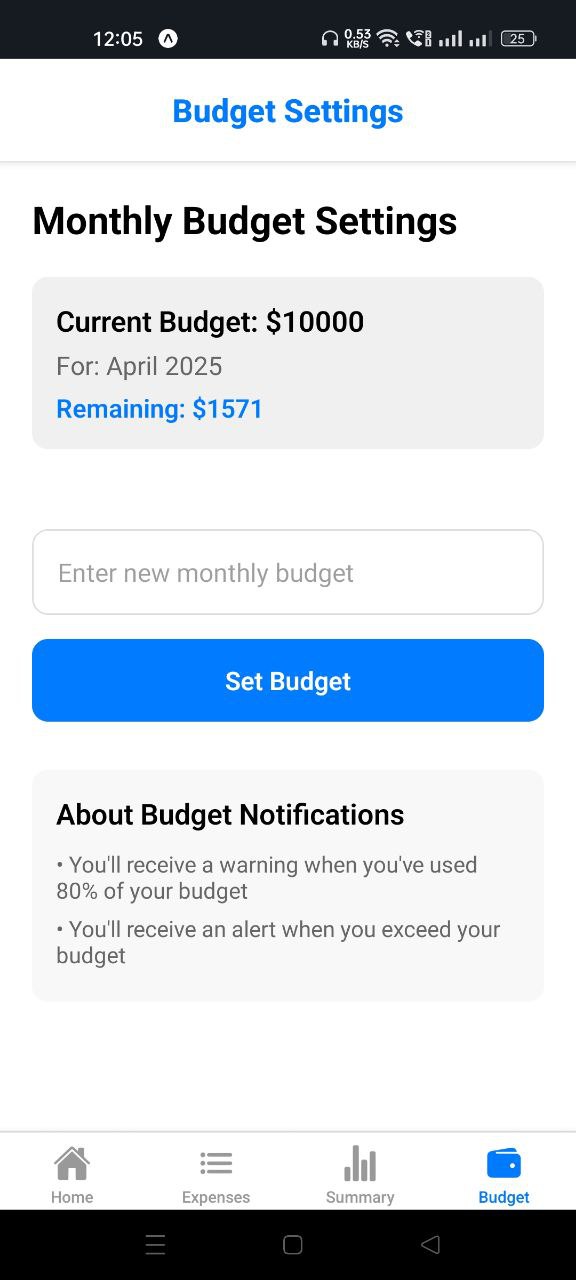 12:05 0.53 KB/S 25
Budget Settings
Monthly Budget Settings
Current Budget: $10000
For: April 2025
Remaining: $1571
Enter new monthly budget
Set Budget
About Budget Notifications
• You'll receive a warning when you've used
80% of your budget
• You'll receive an alert when you exceed your
budget
Home Expenses Summary Budget